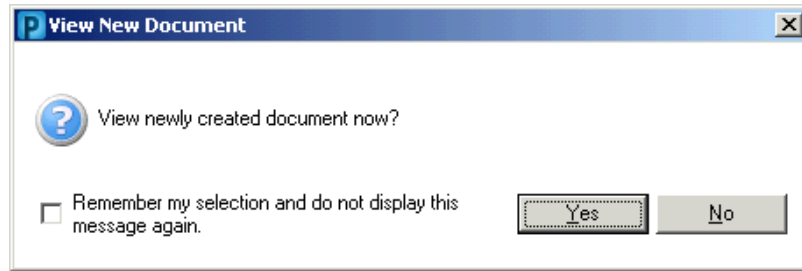 P View New Document
View newly created document now?
Remember my selection and do not display this
message again.
Yes
No